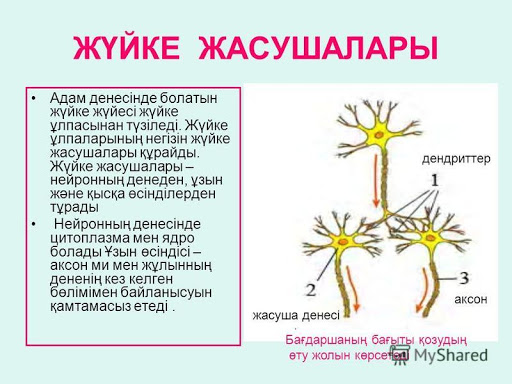 ЖҮЙКЕ ЖАСУШАЛАРЫ
• Адам денесінде болатын
жүйке жүйесі жүйке
ұлпасынан түзіледі. Жүйке
ұлпаларының негізін жүйке
жасушалары құрайды.
Жүйке жасушалары –
нейронның денеден, ұзын
және қысқа өсінділерден
тұрады
• Нейронның денесінде
цитоплазма мен ядро
болады Ұзын өсіндісі –
аксон ми мен жұлынның
дененің кез келген
бөлімімен байланысуын
қамтамасыз етеді .
дендриттер
1
2
3
аксон
жасуша денесі
Бағдаршаның бағыты қозудың
өту жолын көрсетеді
MyShared